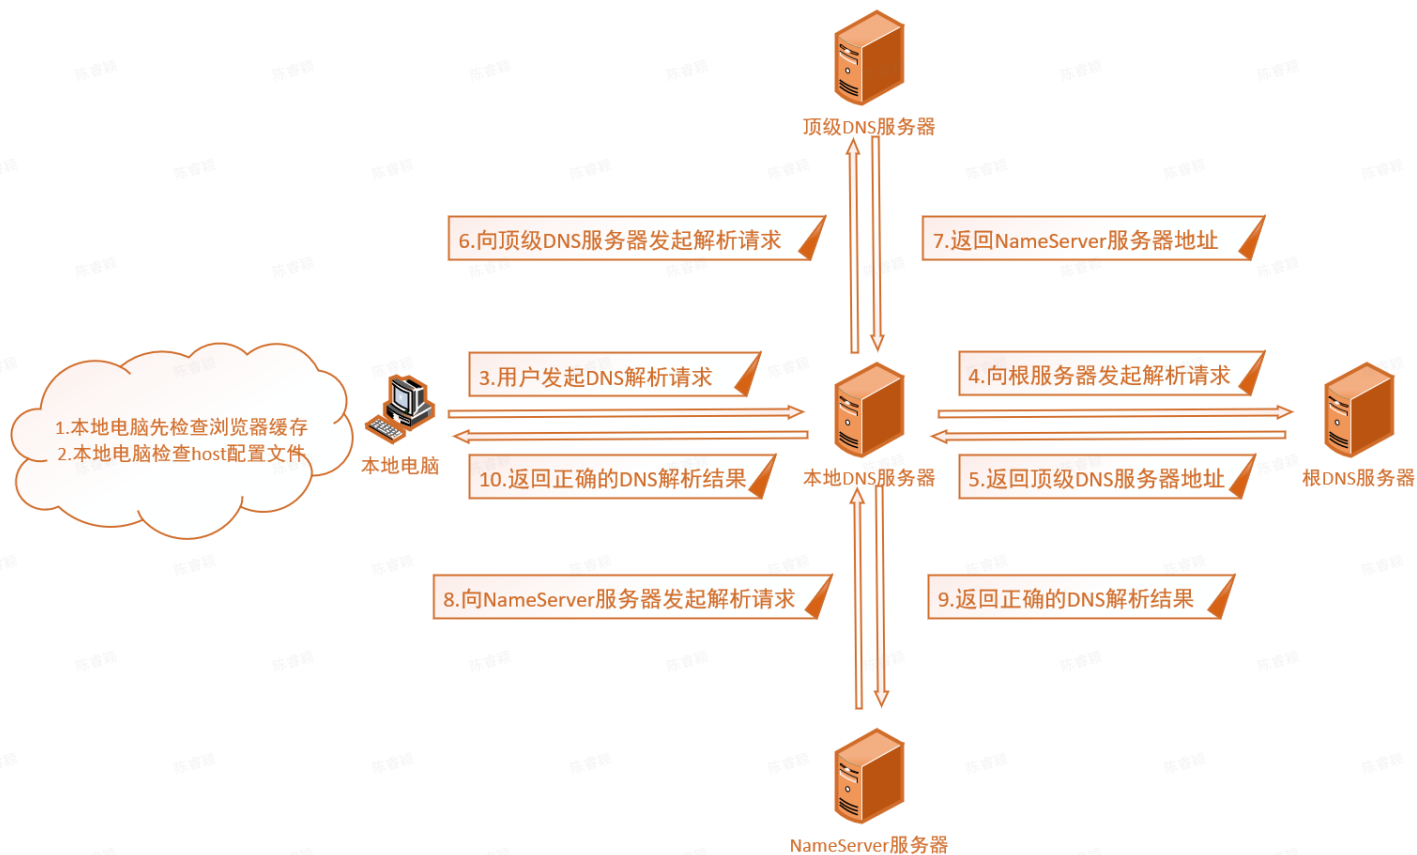 顶级DNS服务器
6.向顶级DNS服务器发起解析请求
7.返回NameServer服务器地址
3.用户发起DNS解析请求
4.向根服务器发起解析请求
1.本地电脑先检查浏览器缓存
2.本地电脑检查host配置文件
本地电脑
10.返回正确的DNS解析结果
本地DNS服务器
5.返回顶级DNS服务器地址
根DNS服务器
8.向NameServer服务器发起解析请求
9.返回正确的DNS解析结果
NameServer服务器
陈睿颖